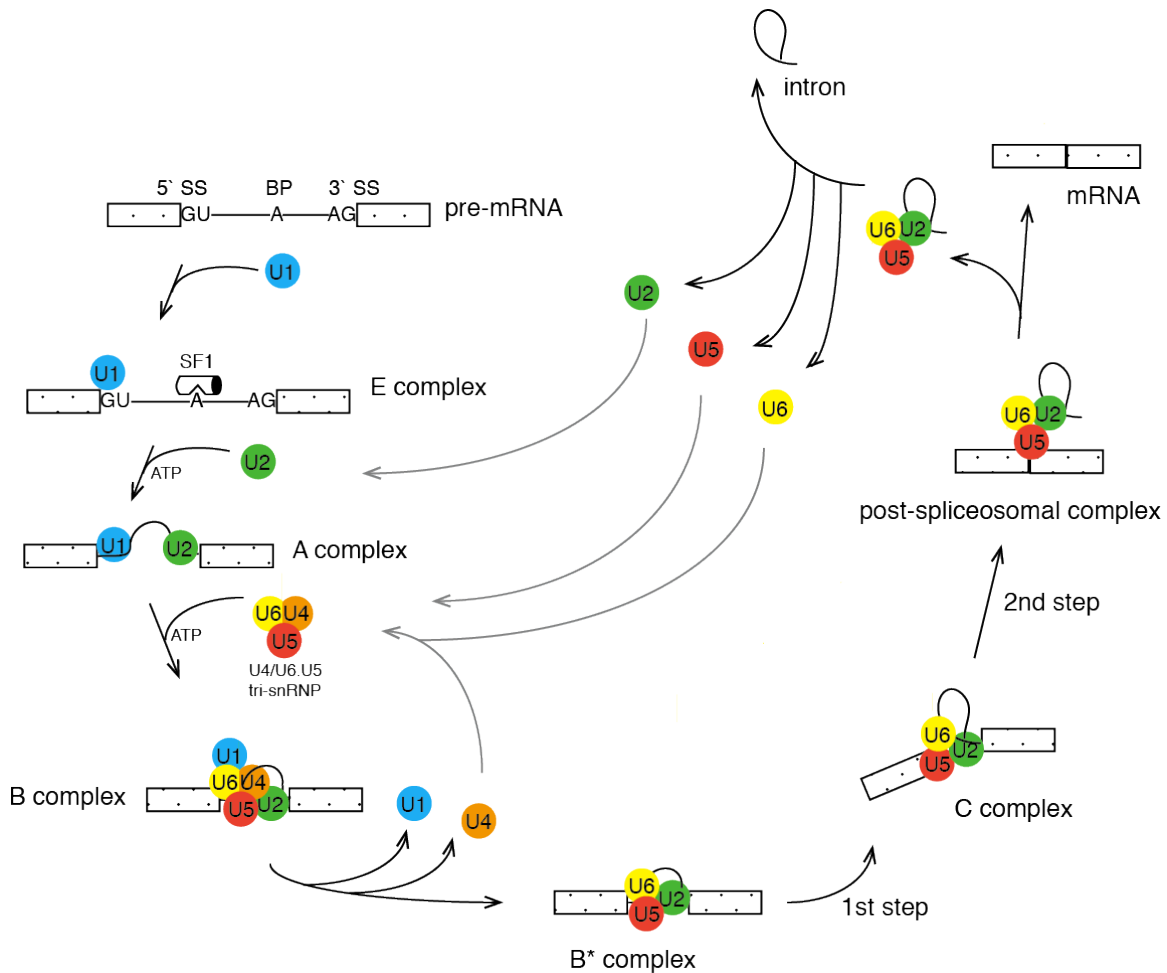 intron
mRNA
5` SS BP 3` SS
GU A AG
pre-mRNA
U1
U6 U2
U5
U2
U5
U6
U1
SF1
GU A AG
E complex
ATP
U2
U6 U2
U5
post-spliceosomal complex
U1 U2
A complex
ATP
U6 U4
U5
U4/U6.U5
tri-snRNP
2nd step
U1
U6 U4
U5 U2
B complex
U1
U4
U6
U5 U2
C complex
U6
U5 U2
B* complex
1st step